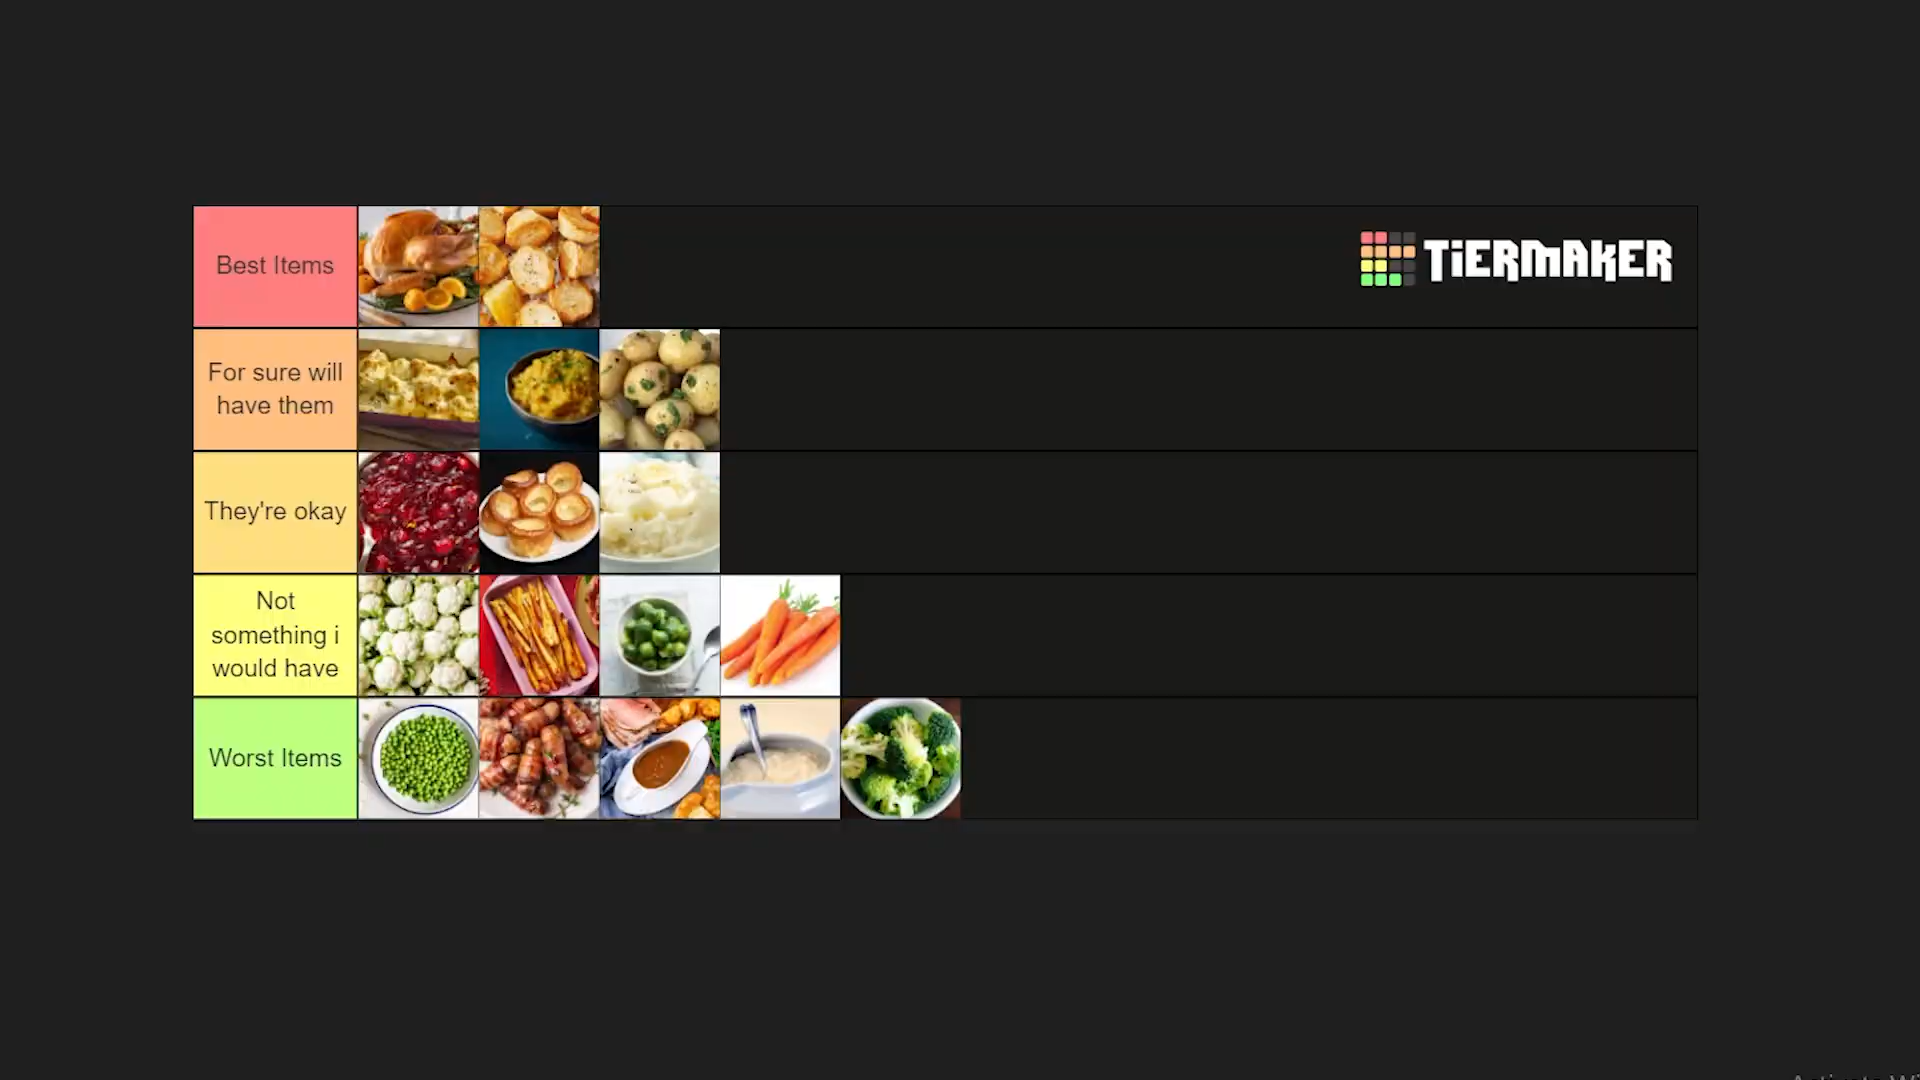 Best Items
TiERMAKER
For sure will
have them
They're okay
Not
something i
would have
Worst Items